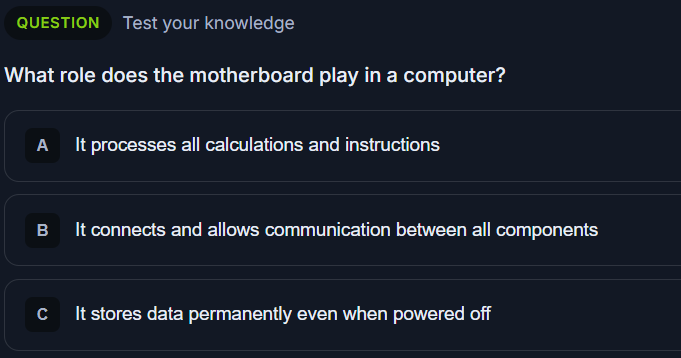 QUESTION Test your knowledge
What role does the motherboard play in a computer?
A It processes all calculations and instructions
B It connects and allows communication between all components
C It stores data permanently even when powered off